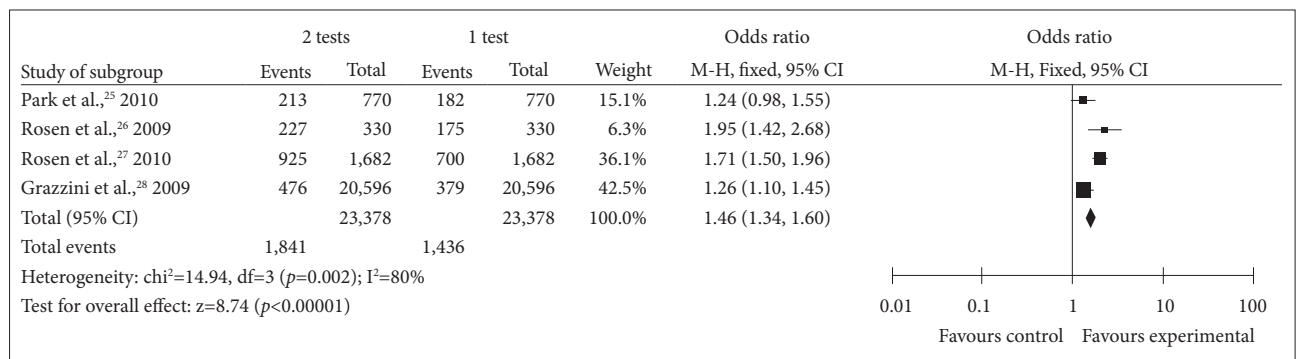 2 tests 1 test Odds ratio Odds ratio
Study of subgroup Events Total Events Total Weight M-H, fixed, 95% CI M-H, Fixed, 95% CI
Park et al.,²⁵ 2010 213 770 182 770 15.1% 1.24 (0.98, 1.55)
Rosen et al.,²⁶ 2009 227 330 175 330 6.3% 1.95 (1.42, 2.68)
Rosen et al.,²⁷ 2010 925 1,682 700 1,682 36.1% 1.71 (1.50, 1.96)
Grazzini et al.,²⁸ 2009 476 20,596 379 20,596 42.5% 1.26 (1.10, 1.45)
Total (95% CI) 23,378 23,378 100.0% 1.46 (1.34, 1.60)
Total events 1,841 1,436
Heterogeneity: chi²=14.94, df=3 (p=0.002); I²=80%
Test for overall effect: z=8.74 (p<0.00001)
0.01 0.1 1 10 100
Favours control Favours experimental